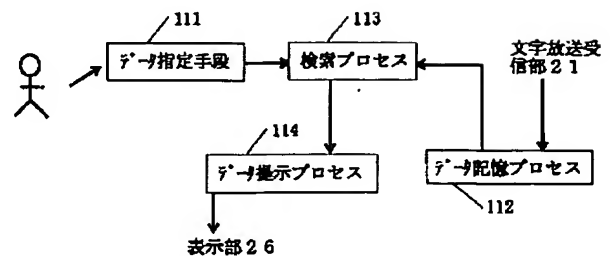 111
113
ﾃﾞｰﾀ指定手段
検索プロセス
文字放送受
信部21
114
ﾃﾞｰﾀ提示プロセス
ﾃﾞｰﾀ記憶プロセス
112
表示部26